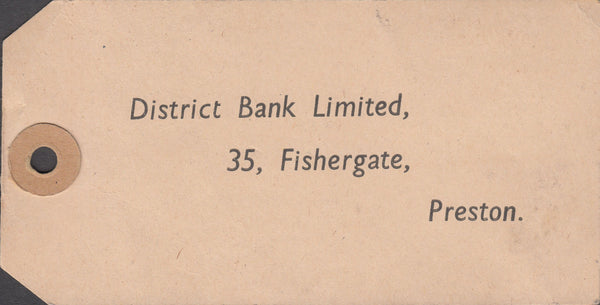 District Bank Limited,
35, Fishergate,
Preston.